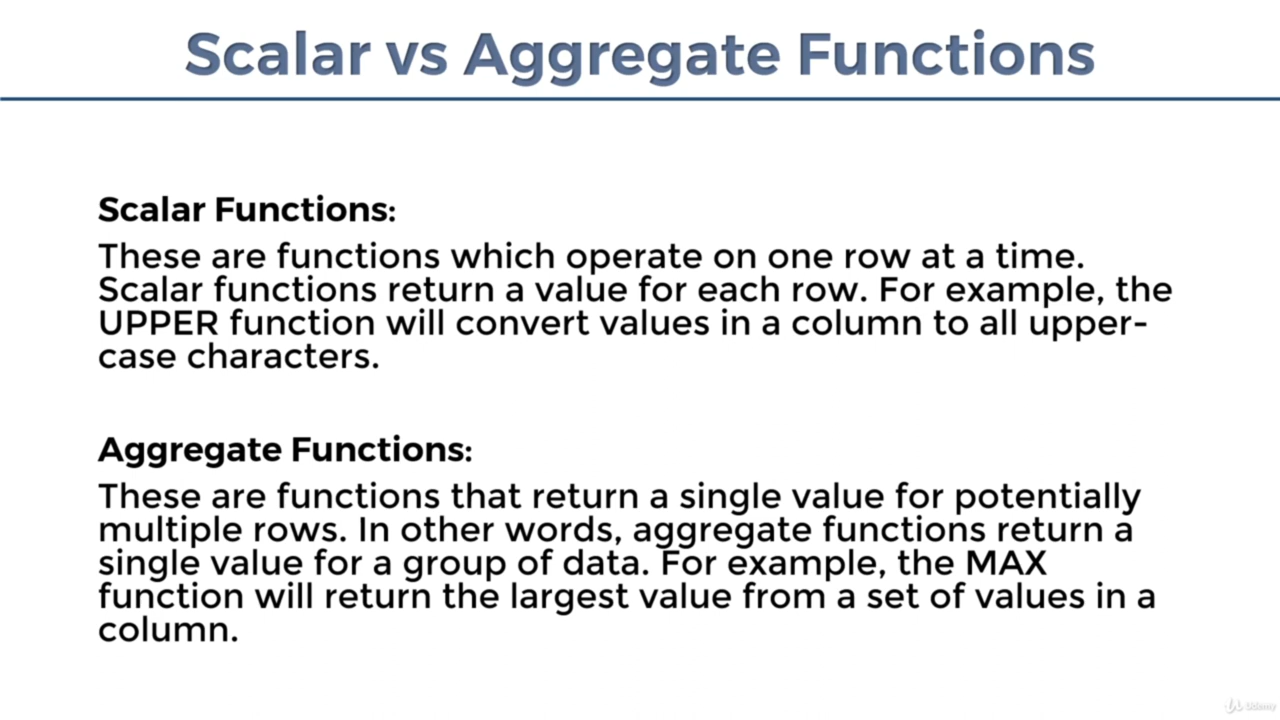 Scalar vs Aggregate Functions
Scalar Functions:
These are functions which operate on one row at a time.
Scalar functions return a value for each row. For example, the
UPPER function will convert values in a column to all upper-
case characters.
Aggregate Functions:
These are functions that return a single value for potentially
multiple rows. In other words, aggregate functions return a
single value for a group of data. For example, the MAX
function will return the largest value from a set of values in a
column.
Udemy